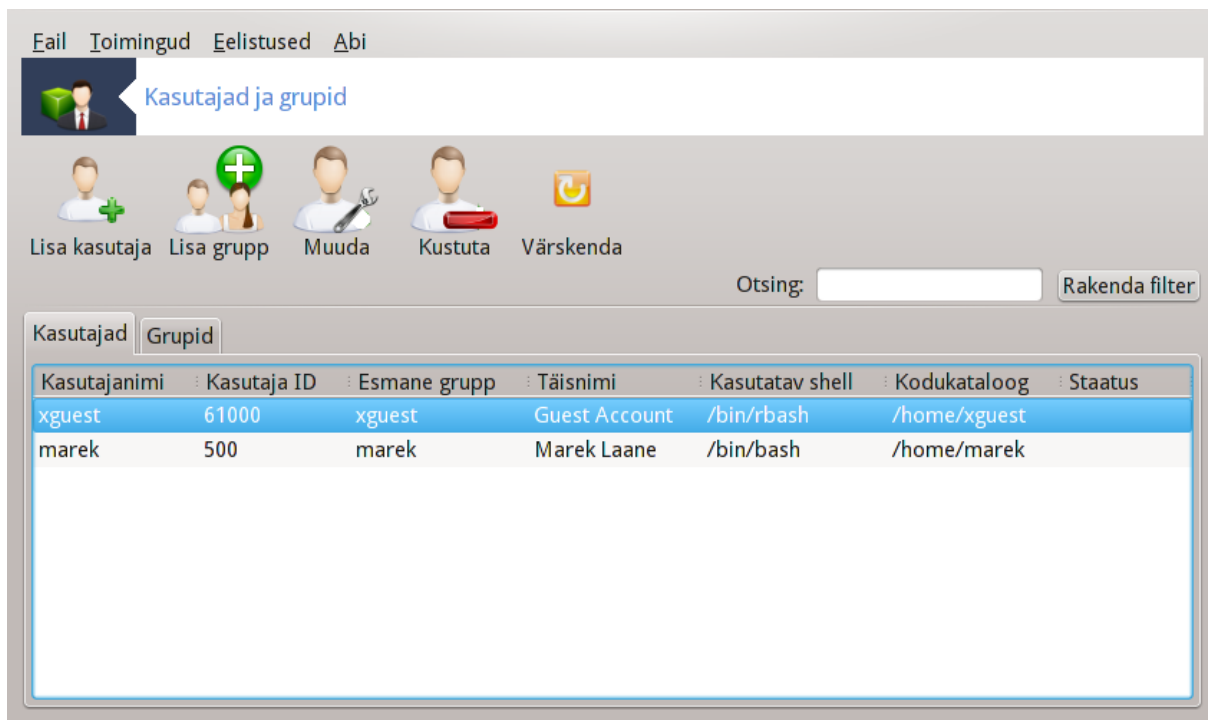 Fail Toimingud Eelistused Abi
Kasutajad ja grupid
Lisa kasutaja Lisa grupp Muuda Kustuta Värskenda
Otsing: Rakenda filter
Kasutajad Grupid
Kasutajanimi Kasutaja ID Esmane grupp Täisnimi Kasutatav shell Kodukataloog Staatus
xguest 61000 xguest Guest Account /bin/rbash /home/xguest
marek 500 marek Marek Laane /bin/bash /home/marek